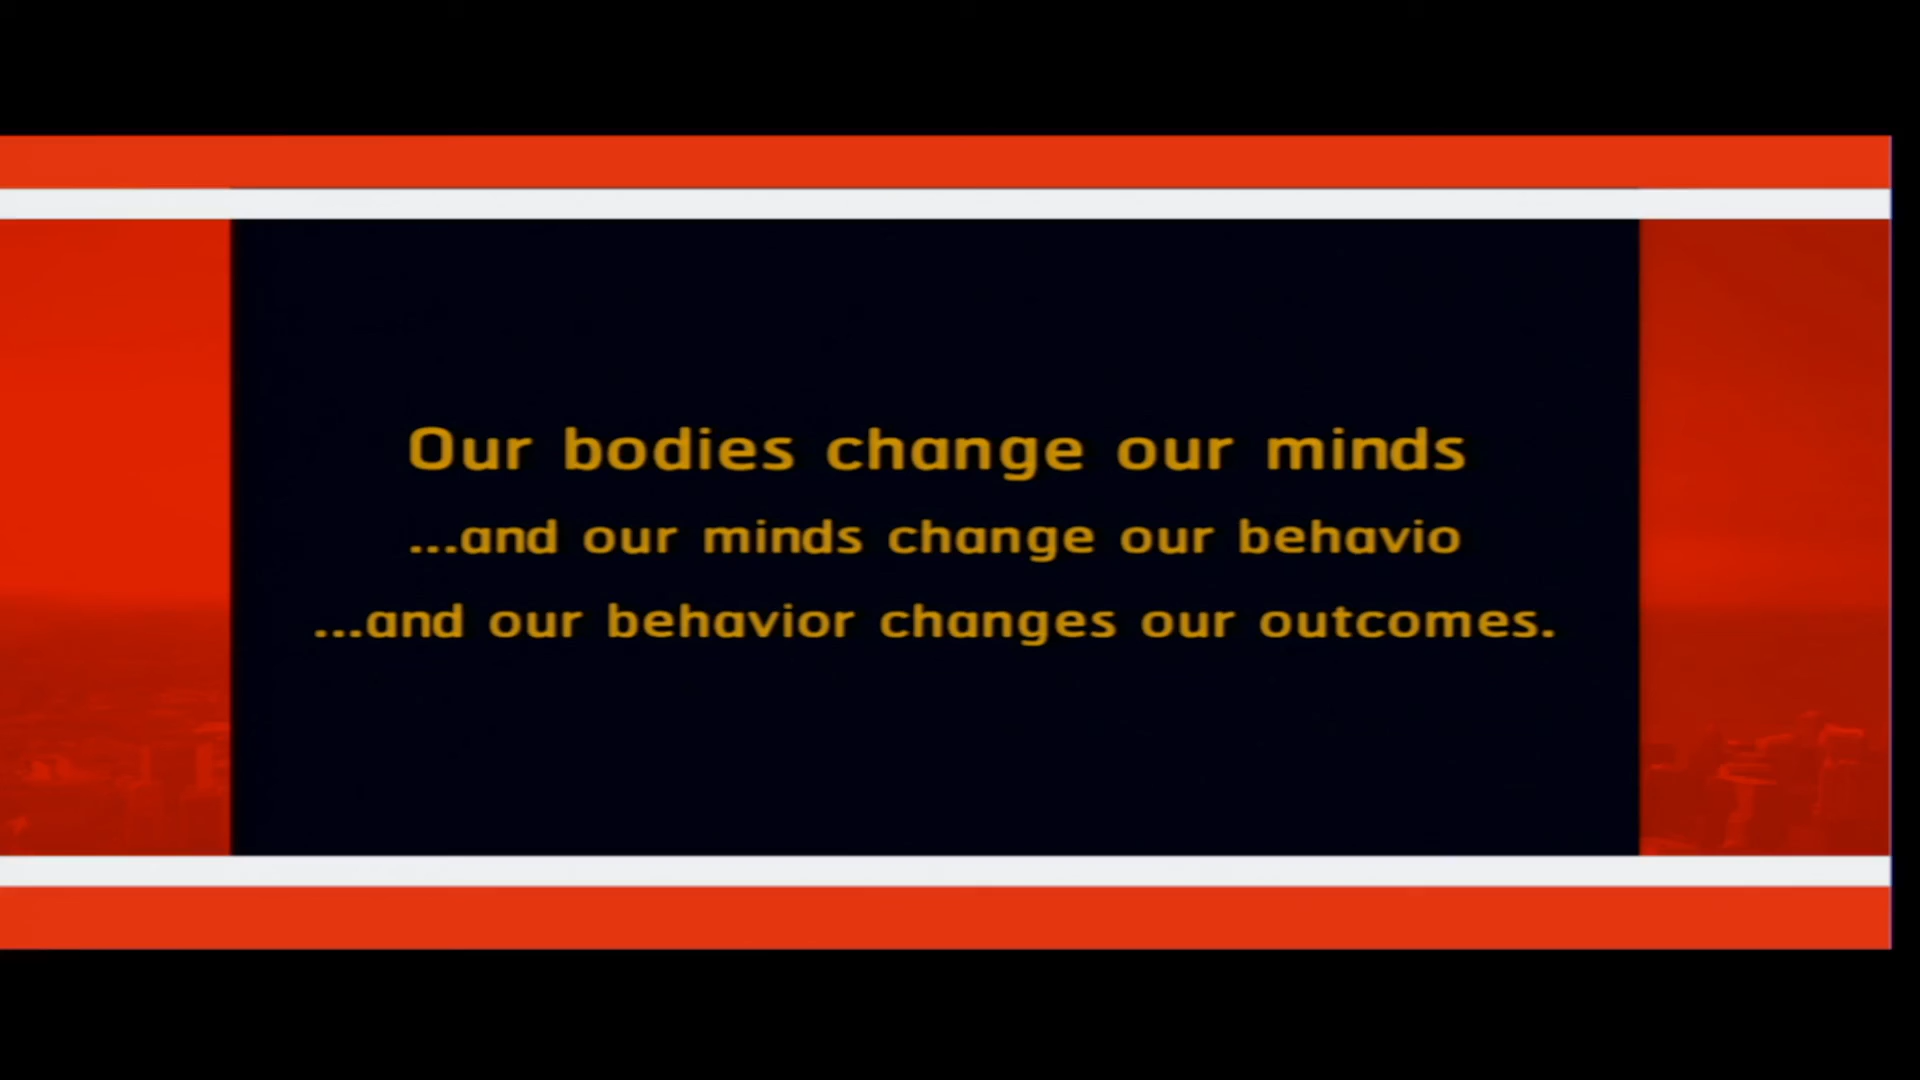 Our bodies change our minds
...and our minds change our behavio
...and our behavior changes our outcomes.